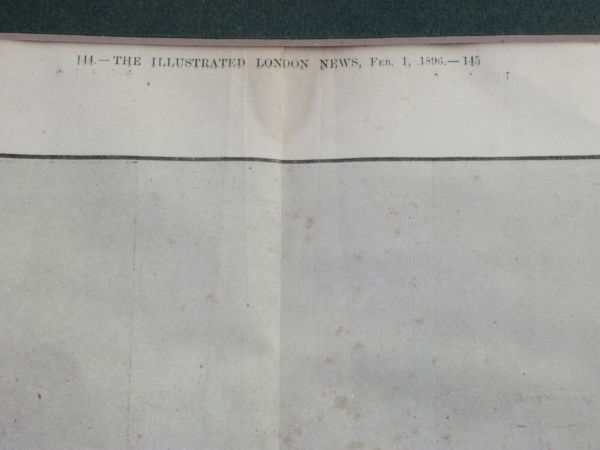 144.—THE ILLUSTRATED LONDON NEWS, FEB. 1, 1896.—145